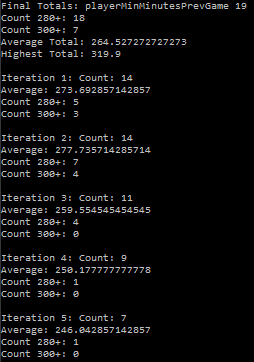 Final Totals: playerMinMinutesPrevGame 19
Count 280+: 18
Count 300+: 7
Average Total: 264.527272727273
Highest Total: 319.9
Iteration 1: Count: 14
Average: 273.692857142857
Count 280+: 5
Count 300+: 3
Iteration 2: Count: 14
Average: 277.735714285714
Count 280+: 7
Count 300+: 4
Iteration 3: Count: 11
Average: 259.554545454545
Count 280+: 4
Count 300+: 0
Iteration 4: Count: 9
Average: 250.177777777778
Count 280+: 1
Count 300+: 0
Iteration 5: Count: 7
Average: 246.042857142857
Count 280+: 1
Count 300+: 0